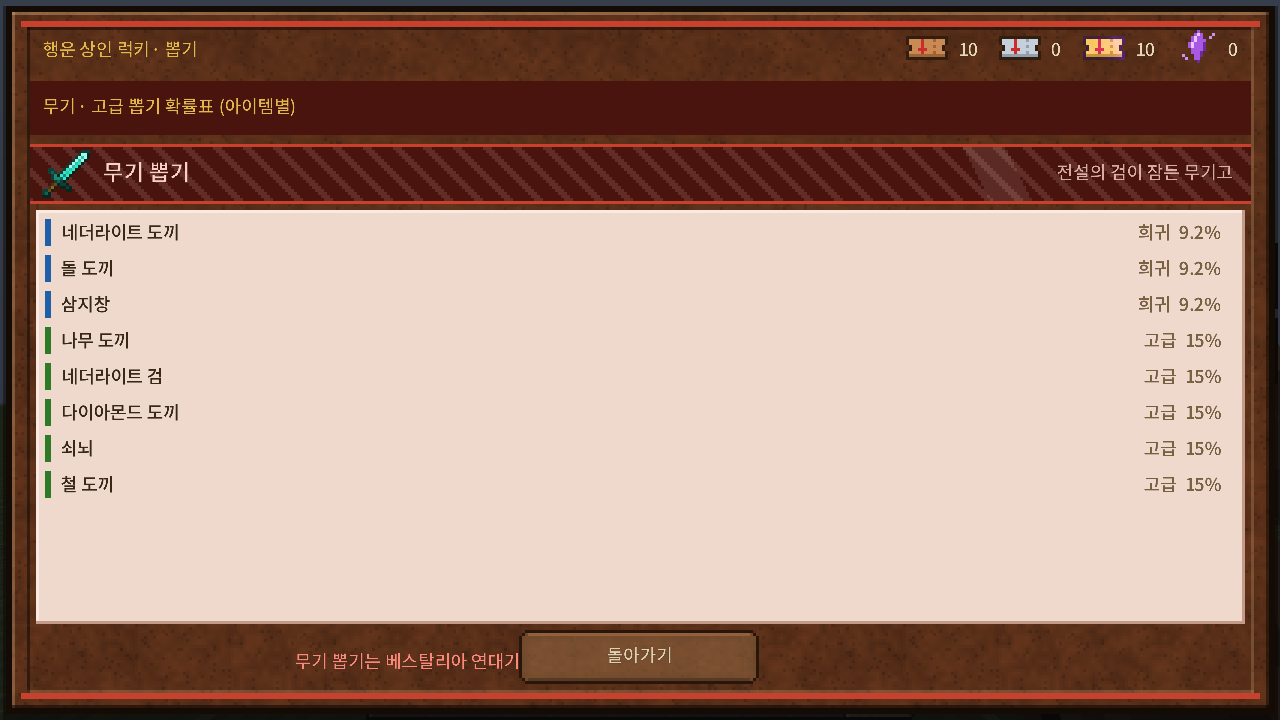 행운 상인 럭키 · 뽑기
10 0 10 0
무기 · 고급 뽑기 확률표 (아이템별)
무기 뽑기
전설의 검이 잠든 무기고
네더라이트 도끼 희귀 9.2%
돌 도끼 희귀 9.2%
삼지창 희귀 9.2%
나무 도끼 고급 15%
네더라이트 검 고급 15%
다이아몬드 도끼 고급 15%
쇠뇌 고급 15%
철 도끼 고급 15%
무기 뽑기는 베스탈리아 연대기
돌아가기